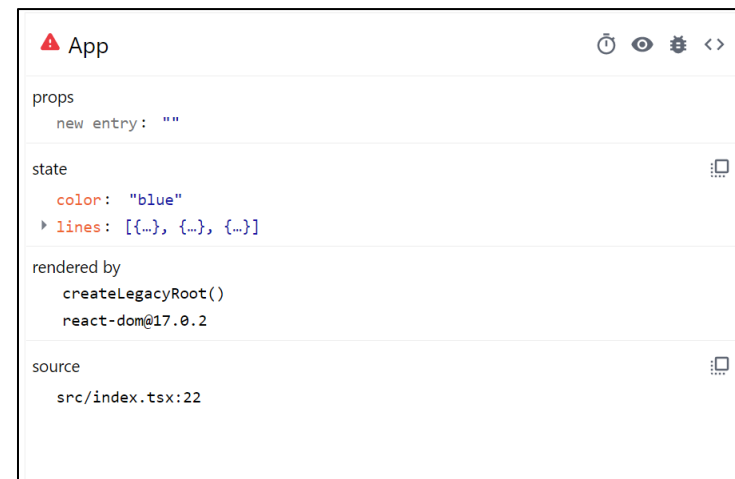 App
props
new entry: ""
state
color: "blue"
lines: [{…}, {…}, {…}]
rendered by
createLegacyRoot()
react-dom@17.0.2
source
src/index.tsx:22